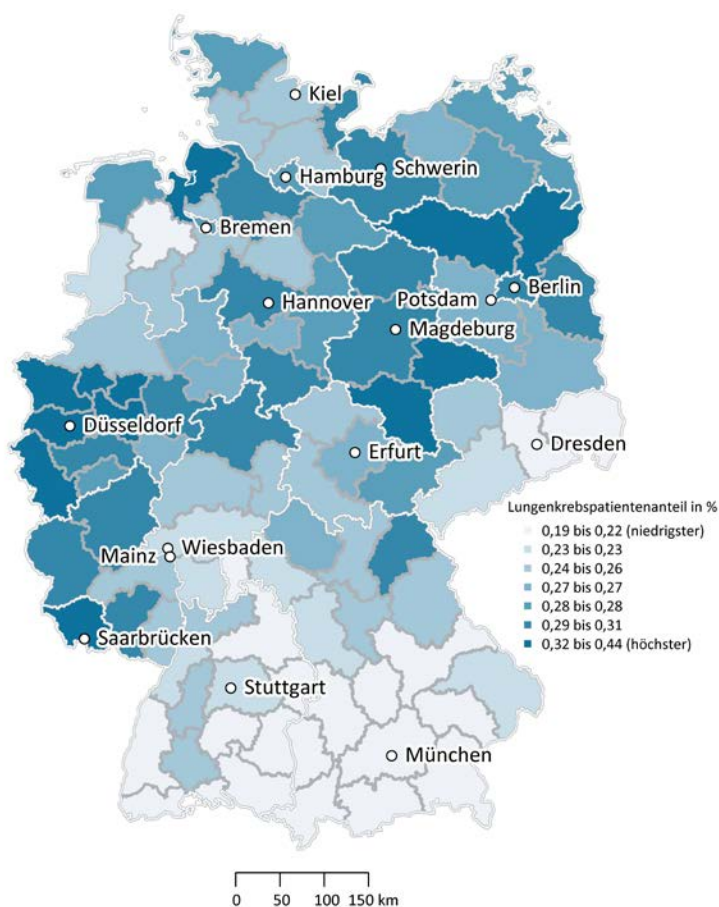 Kiel
Schwerin
Hamburg
Bremen
Berlin
Potsdam
Hannover
Magdeburg
Düsseldorf
Erfurt
Dresden
Lungenkrebspatientenanteil in %
0,19 bis 0,22 (niedrigster)
0,23 bis 0,23
0,24 bis 0,26
0,27 bis 0,27
0,28 bis 0,28
0,29 bis 0,31
0,32 bis 0,44 (höchster)
Wiesbaden
Mainz
Saarbrücken
Stuttgart
München
0 50 100 150 km